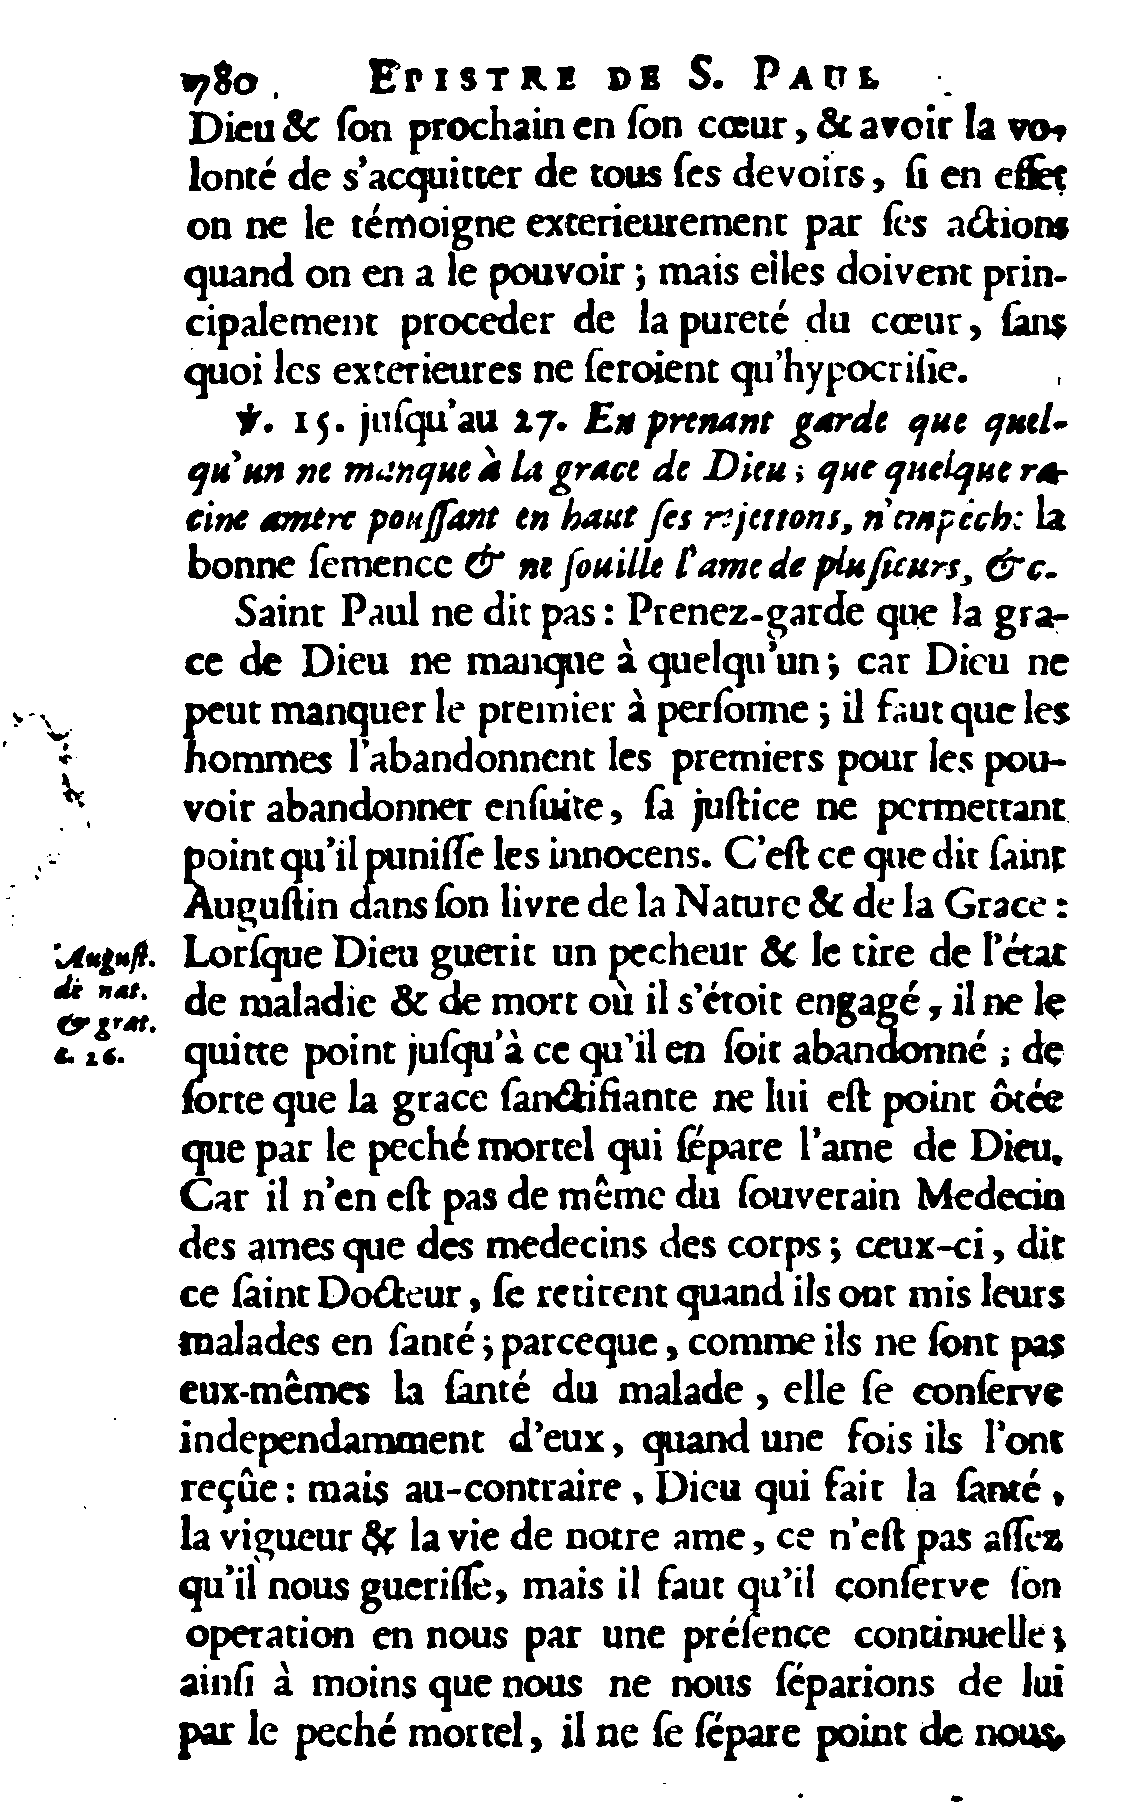 780. EPISTRE DE S. PAUL
Dieu & ſon prochain en ſon cœur, & avoir la vo-
lonté de s'acquitter de tous ſes devoirs, ſi en effet
on ne le témoigne exterieurement par ſes actions
quand on en a le pouvoir; mais elles doivent prin-
cipalement proceder de la pureté du cœur, ſans
quoi les exterieures ne ſeroient qu'hypocriſie.
℣. 15. juſqu'au 27. En prenant garde que quel-
qu'un ne manque à la grace de Dieu; que quelque ra-
cine amere pouſſant en haut ſes rejettons, n'empêche la
bonne ſemence & ne ſouille l'ame de pluſieurs, &c.
Saint Paul ne dit pas: Prenez-garde que la gra-
ce de Dieu ne manque à quelqu'un; car Dieu ne
peut manquer le premier à perſonne; il faut que les
hommes l'abandonnent les premiers pour les pou-
voir abandonner enſuite, ſa juſtice ne permettant
point qu'il puniſſe les innocens. C'eſt ce que dit ſaint
Auguſtin dans ſon livre de la Nature & de la Grace:
Lorſque Dieu guerit un pecheur & le tire de l'état
de maladie & de mort où il s'étoit engagé, il ne le
quitte point juſqu'à ce qu'il en ſoit abandonné; de
ſorte que la grace ſanctifiante ne lui eſt point ôtée
que par le peché mortel qui ſépare l'ame de Dieu.
Car il n'en eſt pas de même du ſouverain Medecin
des ames que des medecins des corps; ceux-ci, dit
ce ſaint Docteur, ſe retirent quand ils ont mis leurs
malades en ſanté; parceque, comme ils ne ſont pas
eux-mêmes la ſanté du malade, elle ſe conſerve
independamment d'eux, quand une fois ils l'ont
reçûe: mais au-contraire, Dieu qui fait la ſanté,
la vigueur & la vie de notre ame, ce n'eſt pas aſſez
qu'il nous gueriſſe, mais il faut qu'il conſerve ſon
operation en nous par une préſence continuelle;
ainſi à moins que nous ne nous ſéparions de lui
par le peché mortel, il ne ſe ſépare point de nous.
Auguſt.
de nat.
& grat.
c. 26.